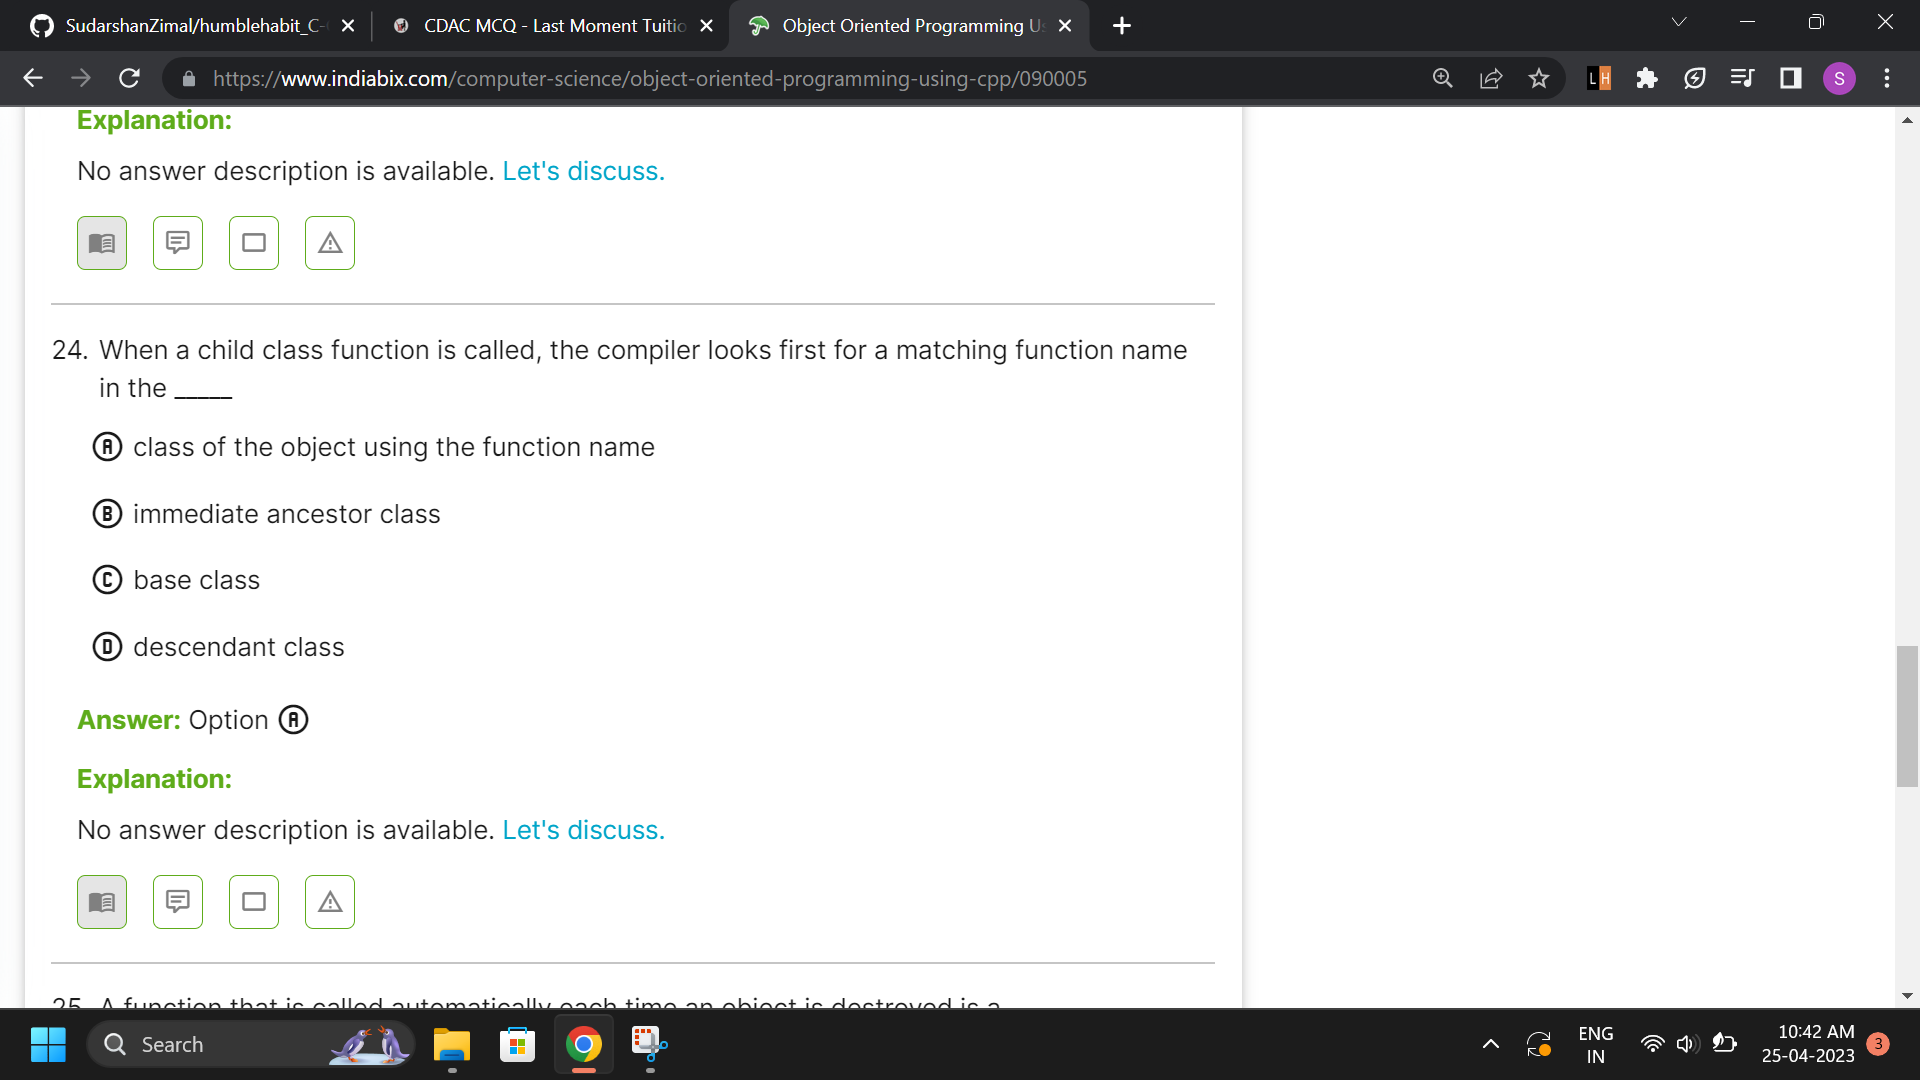 SudarshanZimal/humblehabit_C-
CDAC MCQ - Last Moment Tuitio
Object Oriented Programming Us
https://www.indiabix.com/computer-science/object-oriented-programming-using-cpp/090005
LH
S
Explanation:
No answer description is available. Let's discuss.
24. When a child class function is called, the compiler looks first for a matching function name
in the _____
A class of the object using the function name
B immediate ancestor class
C base class
D descendant class
Answer: Option A
Explanation:
No answer description is available. Let's discuss.
25. A function that is called automatically each time an object is destroyed is a
Search
ENG
IN
10:42 AM
25-04-2023
3